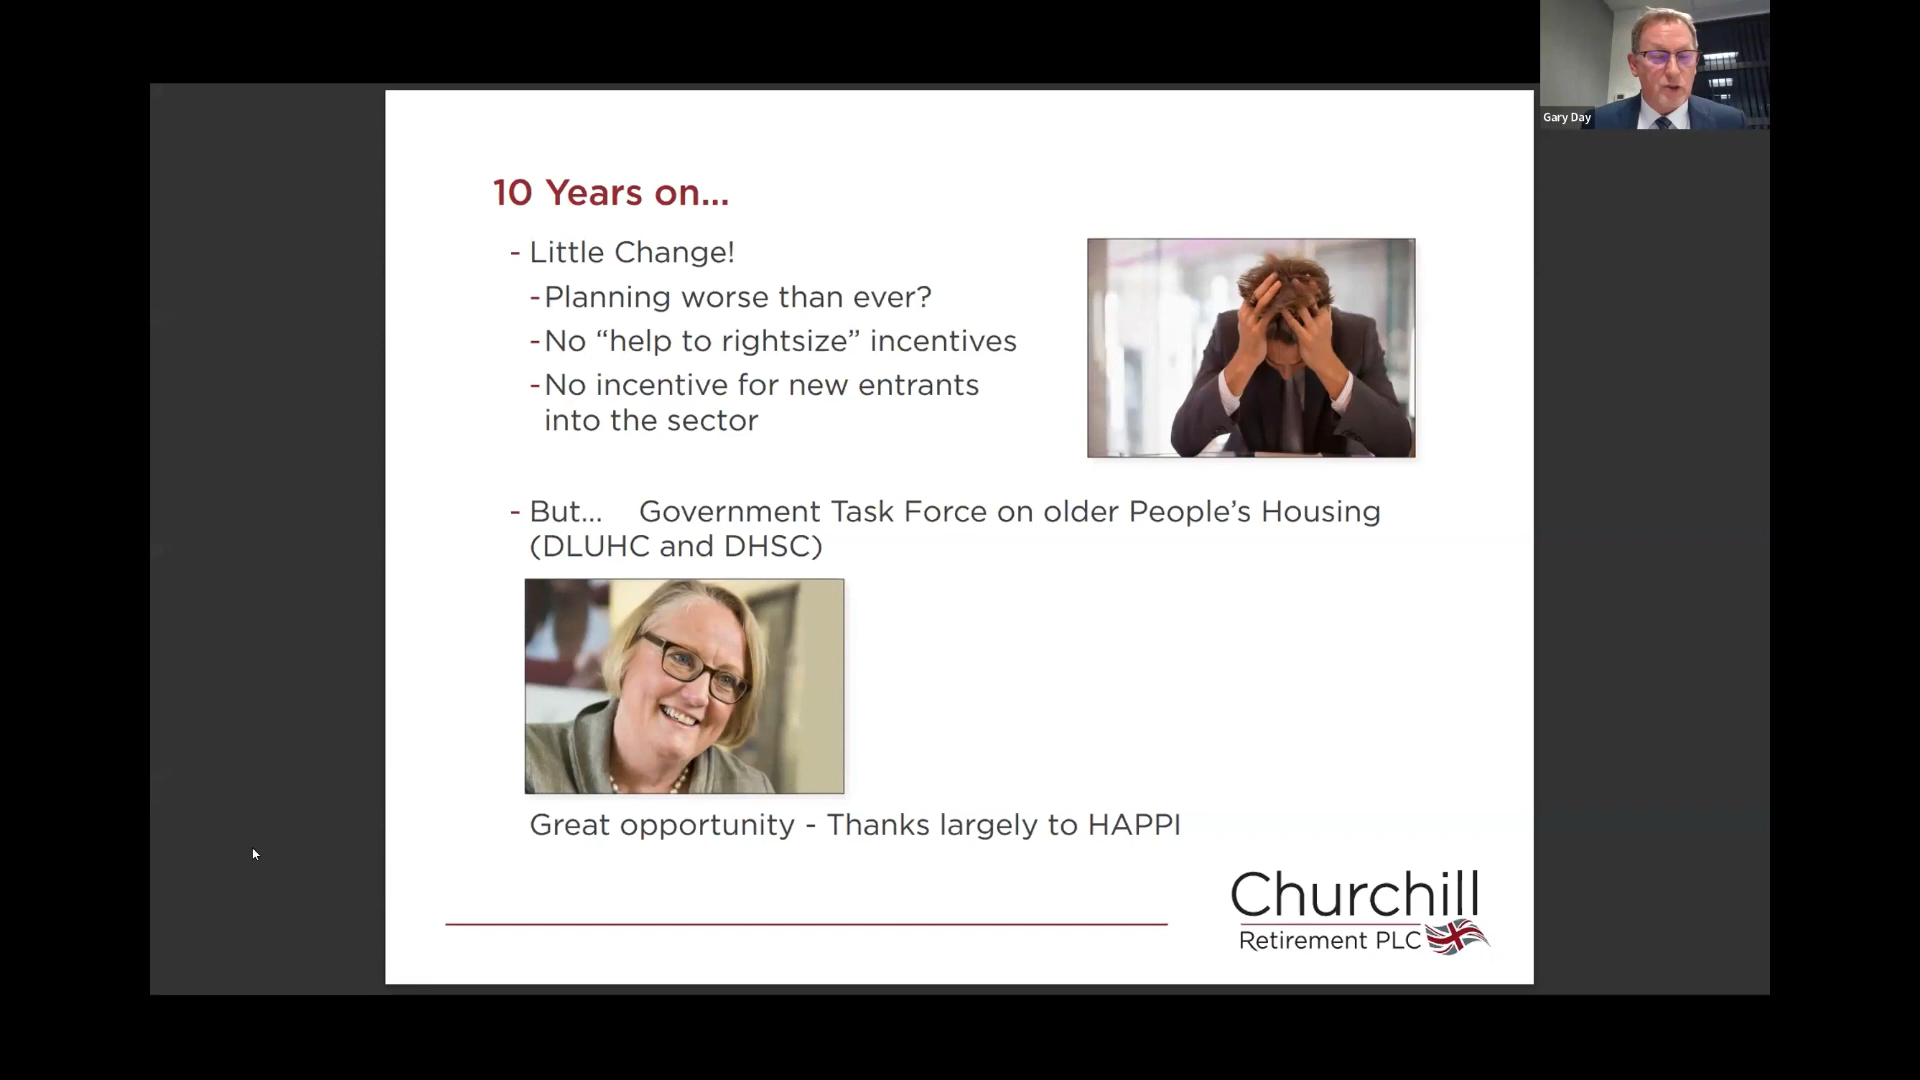 Gary Day
10 Years on...
- Little Change!
-Planning worse than ever?
-No “help to rightsize” incentives
-No incentive for new entrants
into the sector
- But... Government Task Force on older People’s Housing
(DLUHC and DHSC)
Great opportunity - Thanks largely to HAPPI
Churchill
Retirement PLC